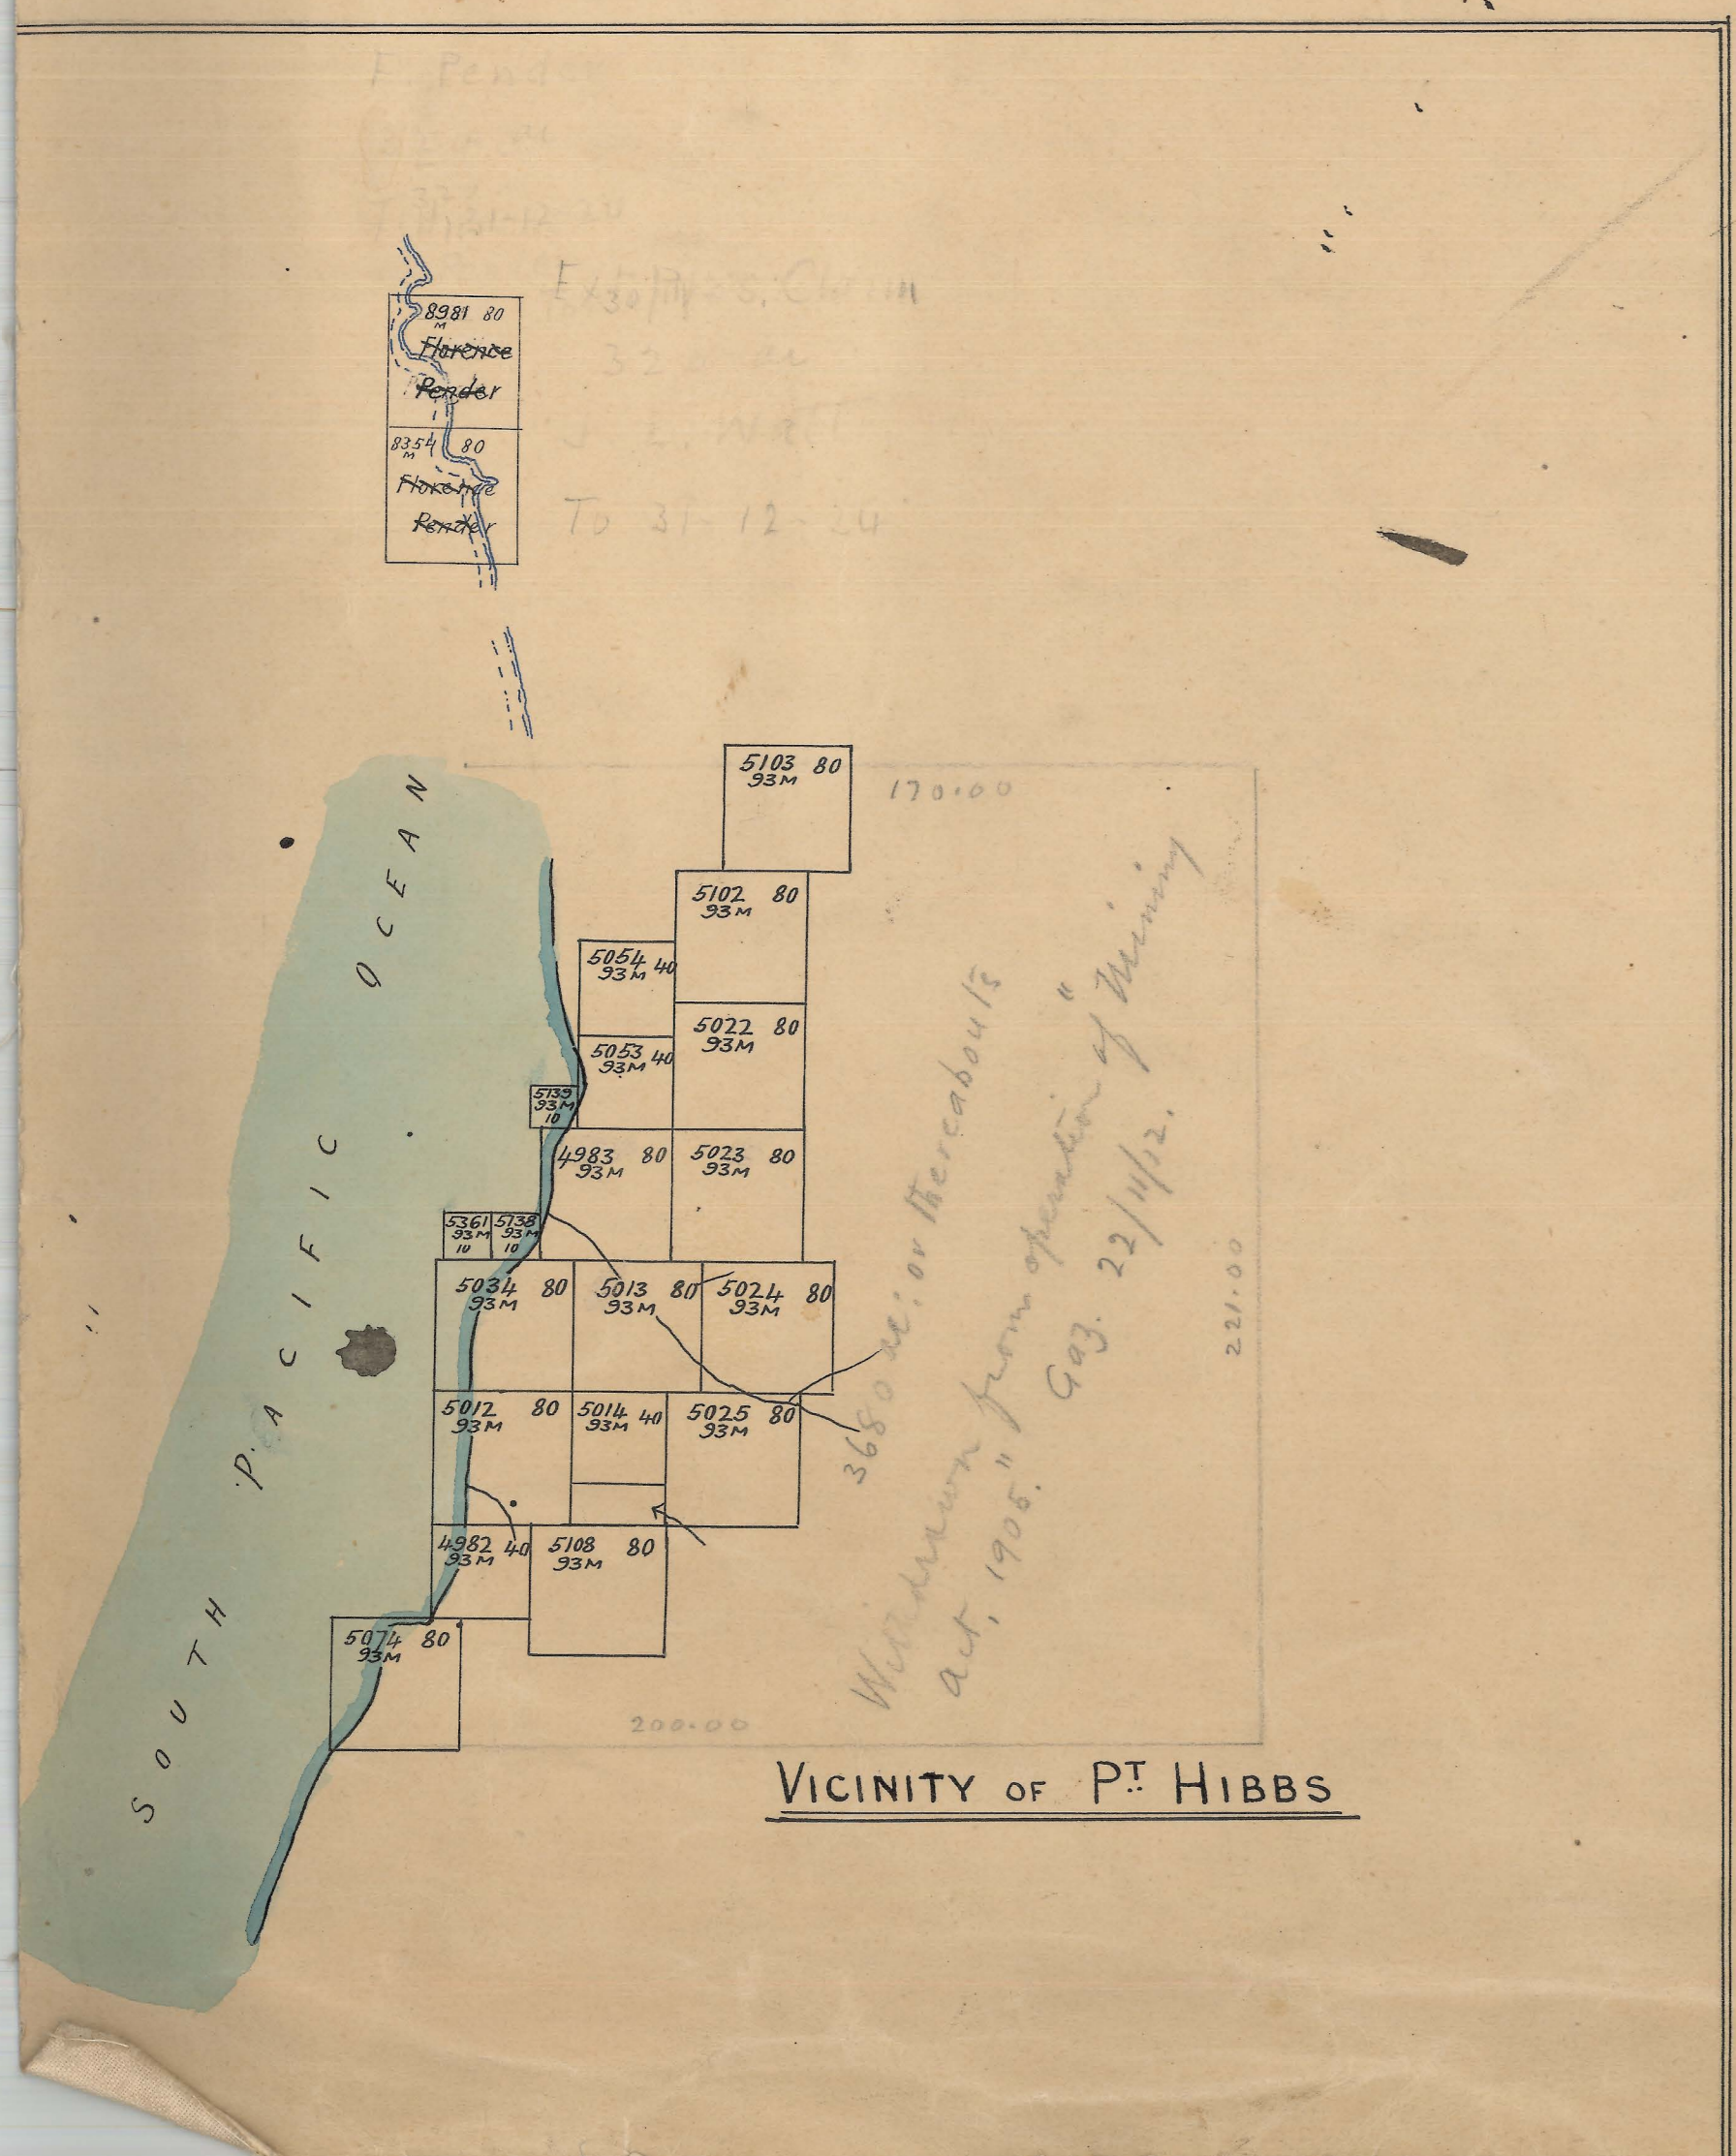 F. Pender
Extd/Pros. Claim
32 ac
To 31-12-24
8981 80
M
Florence
Pender
8354 80
M
Florence
Pender
SOUTH PACIFIC OCEAN
5103 80
93M
170.00
5102 80
93M
5054 40
93M
5022 80
93M
5053 40
93M
5139
93M
10
4983 80
93M
5023 80
93M
5361
93M
10
5138
93M
10
5034 80
93M
5013 80
93M
5024 80
93M
5012 80
93M
5014 40
93M
5025 80
93M
4982 40
93M
5108 80
93M
5074 80
93M
3680 ac: or thereabouts
Withdrawn from operation of "Mining
Act, 1905." Gaz. 22/11/12.
221.00
200.00
VICINITY OF PT. HIBBS